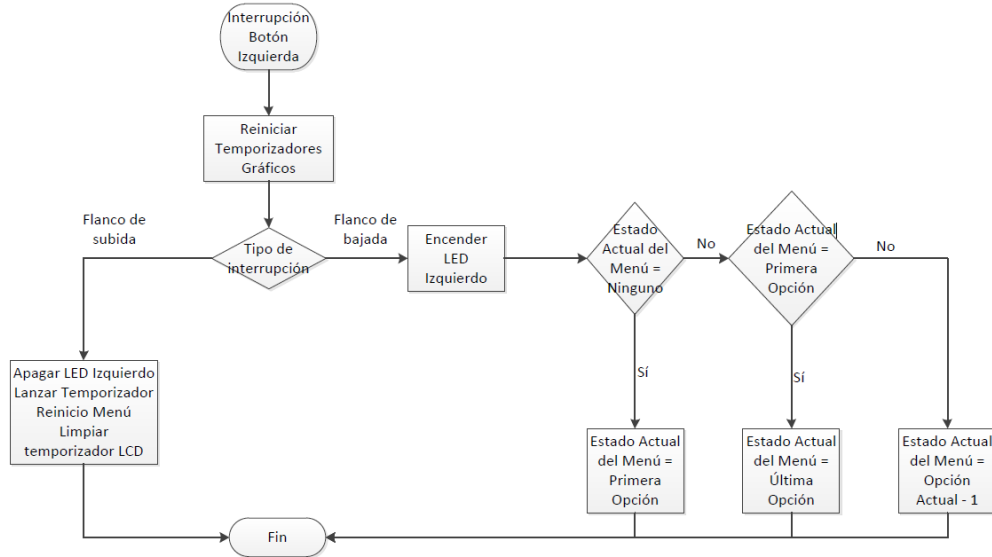 Interrupción
Botón
Izquierda
Reiniciar
Temporizadores
Gráficos
Flanco de
subida
Tipo de
interrupción
Flanco de
bajada
Encender
LED
Izquierdo
Estado
Actual del
Menú =
Ninguno
No
Estado Actual
del Menú =
Primera
Opción
No
Apagar LED Izquierdo
Lanzar Temporizador
Reinicio Menú
Limpiar
temporizador LCD
Sí
Sí
Estado Actual
del Menú =
Primera
Opción
Estado Actual
del Menú =
Última
Opción
Estado Actual
del Menú =
Opción
Actual - 1
Fin